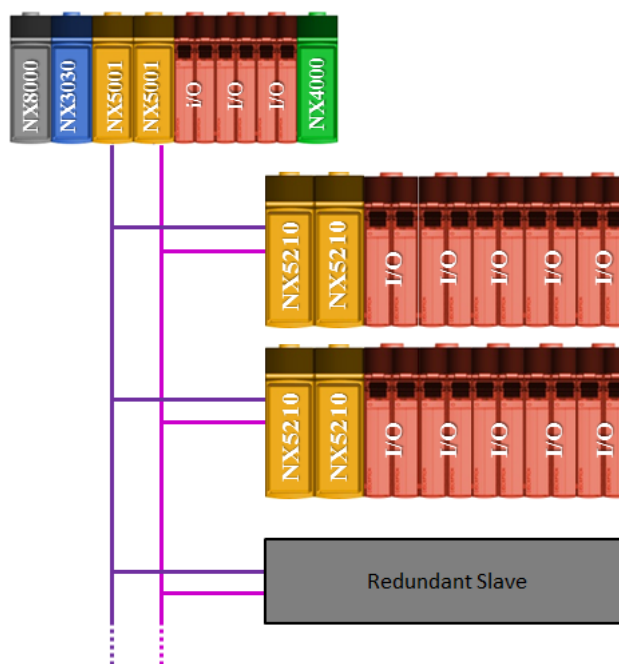 NX8000
NX3030
NX5001
NX5001
i/O
I/O
I/O
NX4000
NX5210
NX5210
I/O
I/O
I/O
I/O
I/O
NX5210
NX5210
I/O
I/O
I/O
I/O
I/O
Redundant Slave